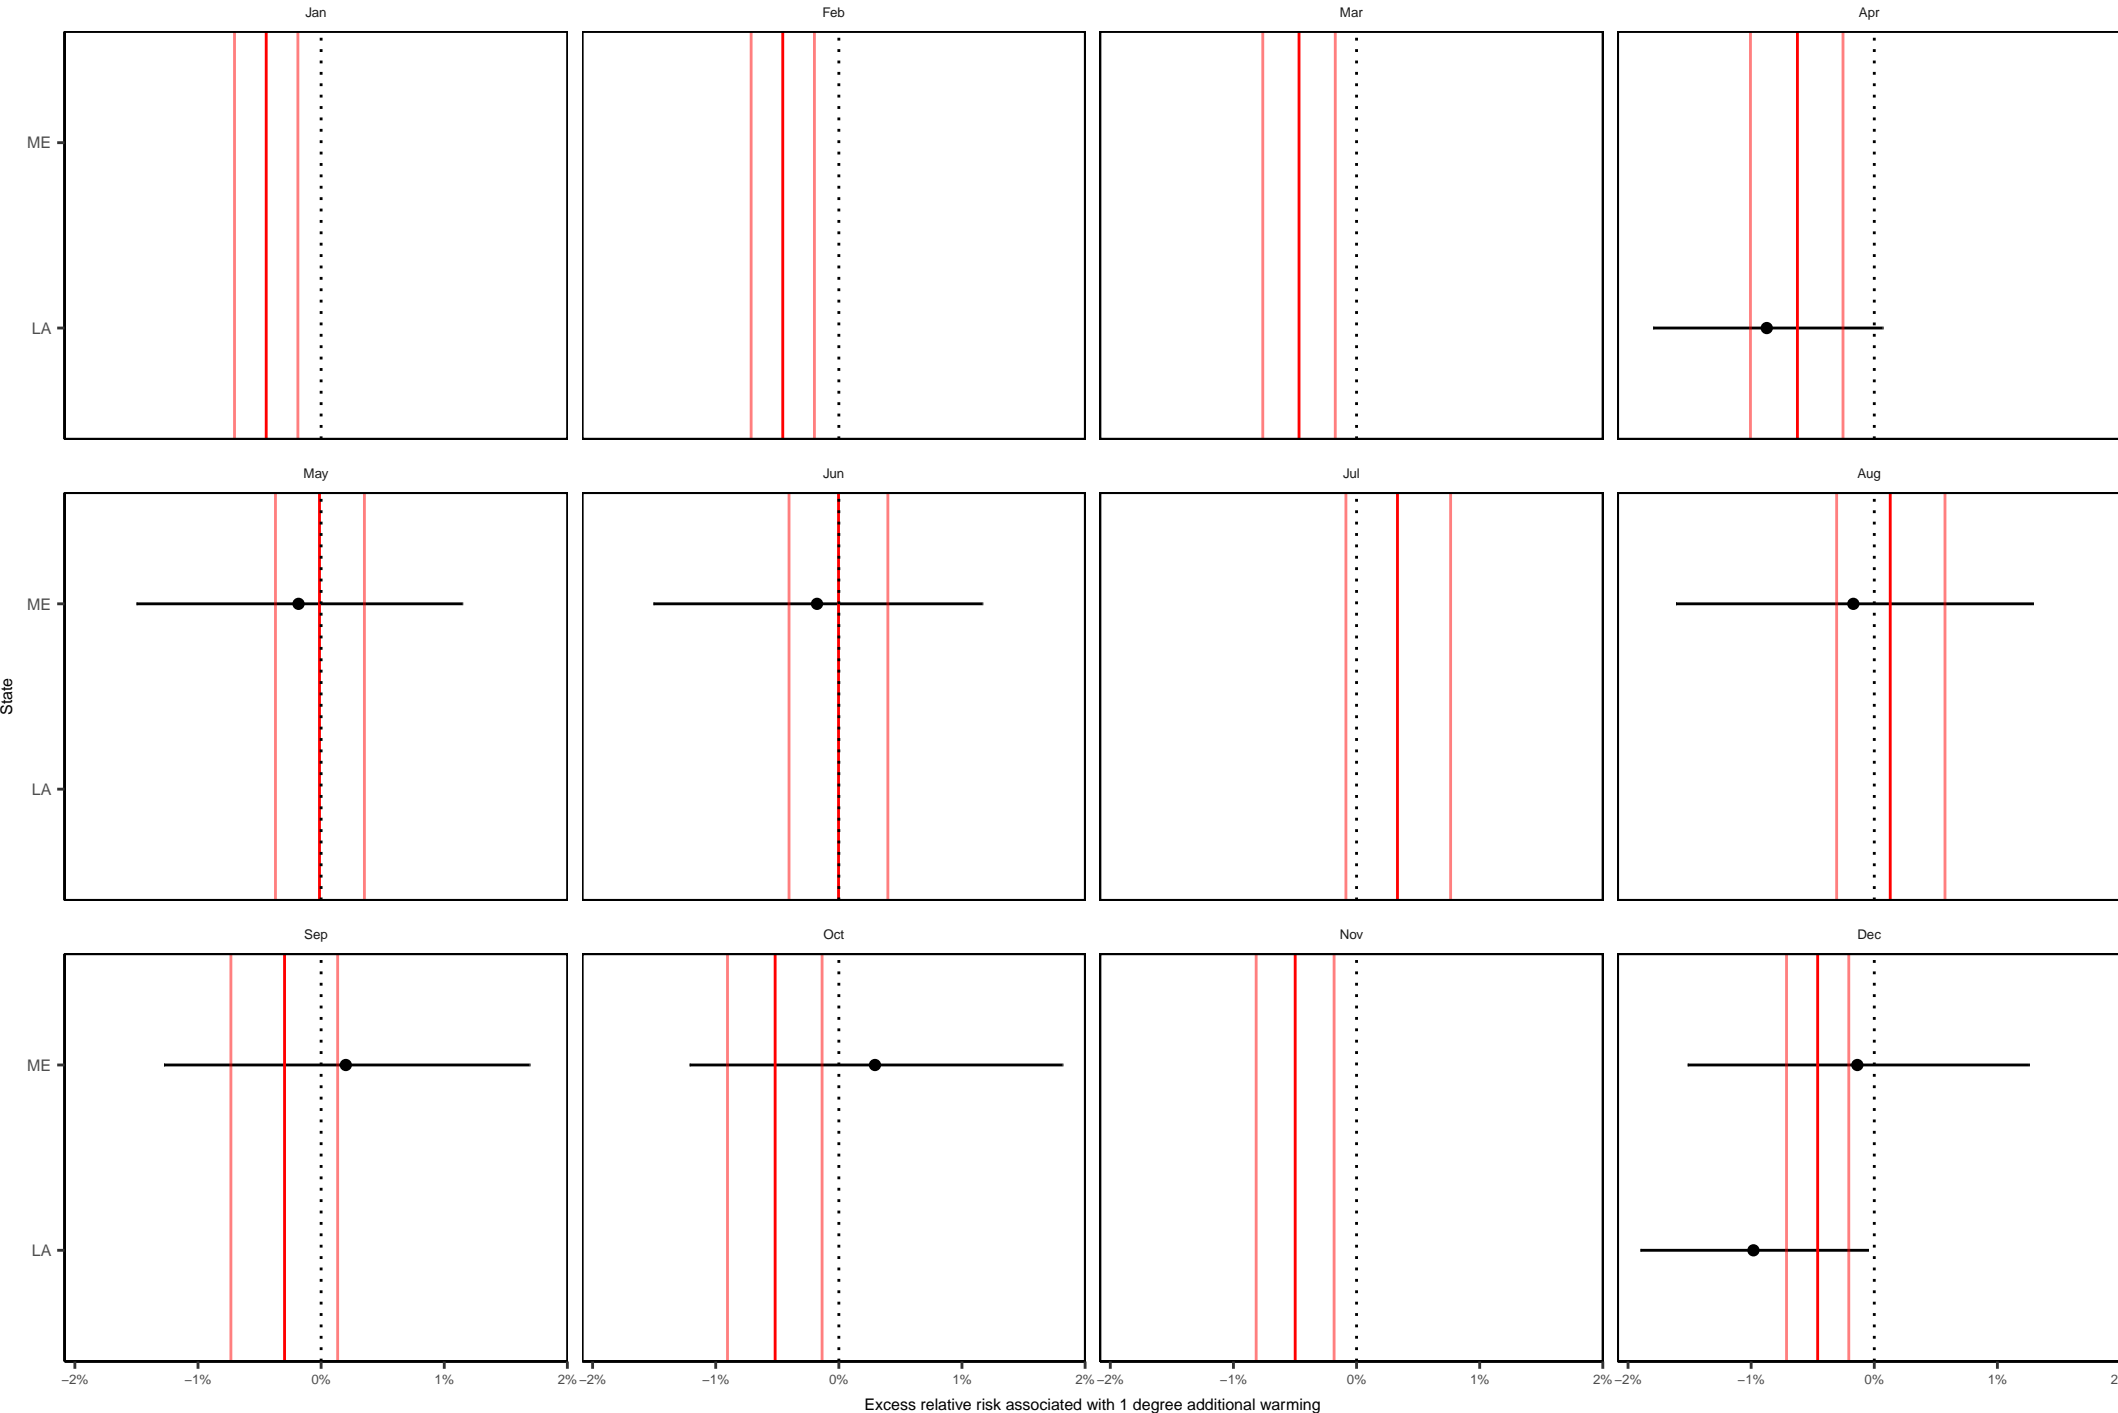 Jan Feb Mar Apr
ME
LA
May Jun Jul Aug
ME
LA
State
Sep Oct Nov Dec
ME
LA
−2% −1% 0% 1% 2% −2% −1% 0% 1% 2% −2% −1% 0% 1% 2% −2% −1% 0% 1% 2
Excess relative risk associated with 1 degree additional warming